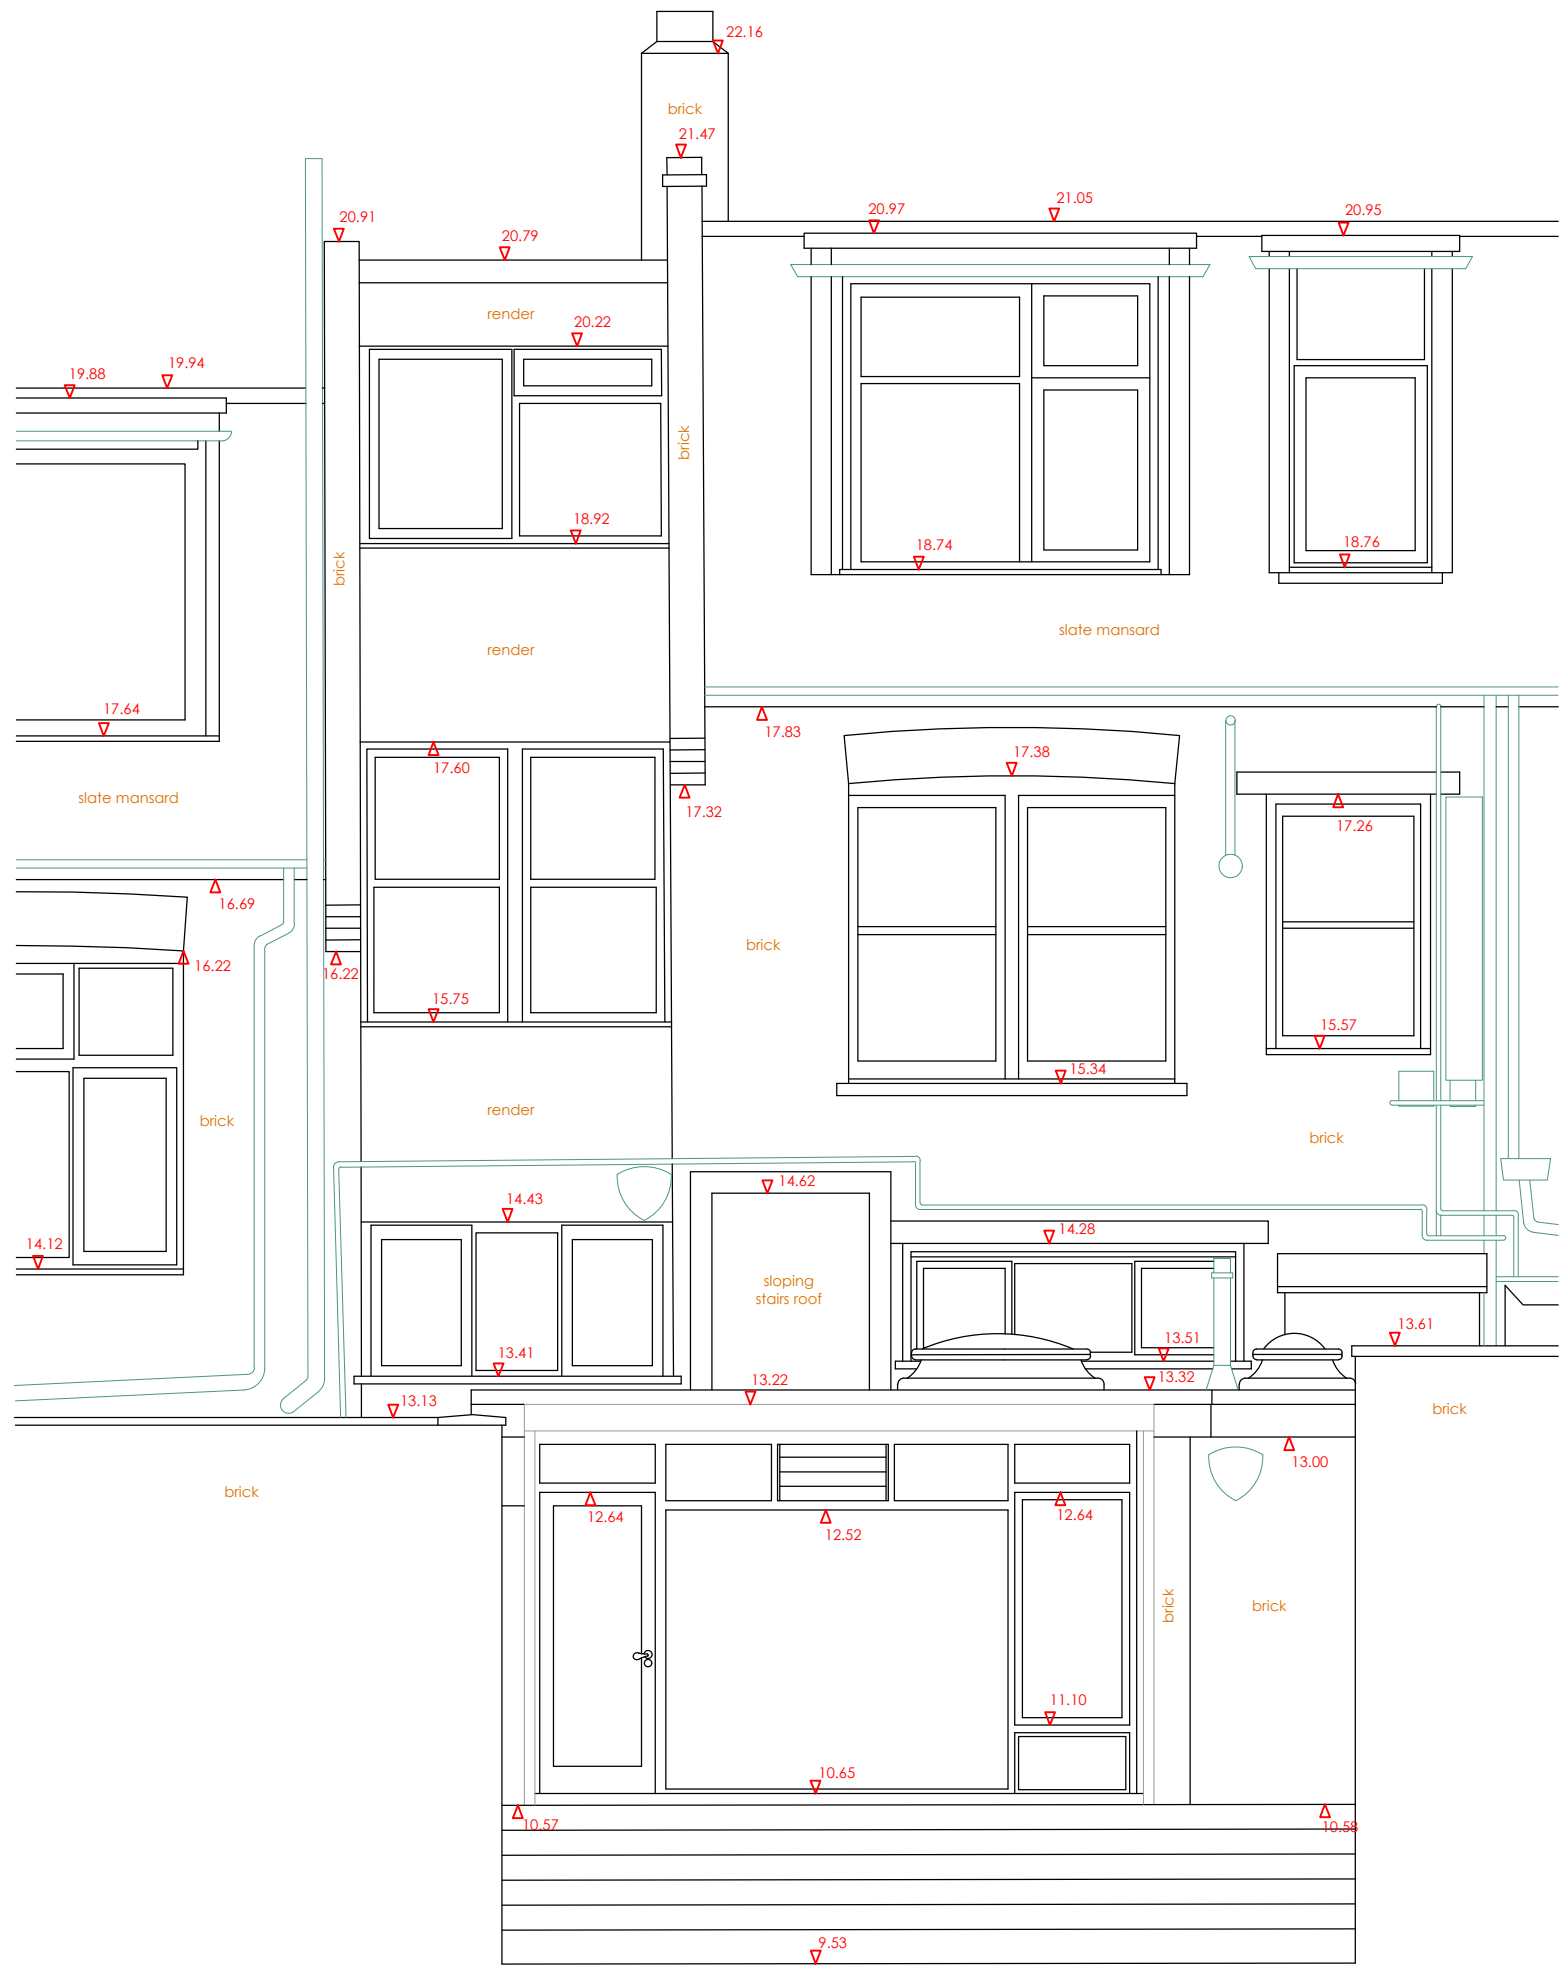 22.16
brick
21.47
20.91
20.79
20.97
21.05
20.95
render
20.22
19.88
19.94
brick
18.92
18.74
18.76
brick
render
slate mansard
17.64
17.83
17.60
17.38
slate mansard
17.32
17.26
16.69
brick
16.22
16.22
15.75
15.57
15.34
brick
render
brick
14.62
14.43
14.12
14.28
sloping
stairs roof
13.61
13.51
13.41
13.32
13.22
13.13
brick
13.00
brick
12.64
12.64
12.52
brick
brick
11.10
10.65
10.57
10.58
9.53